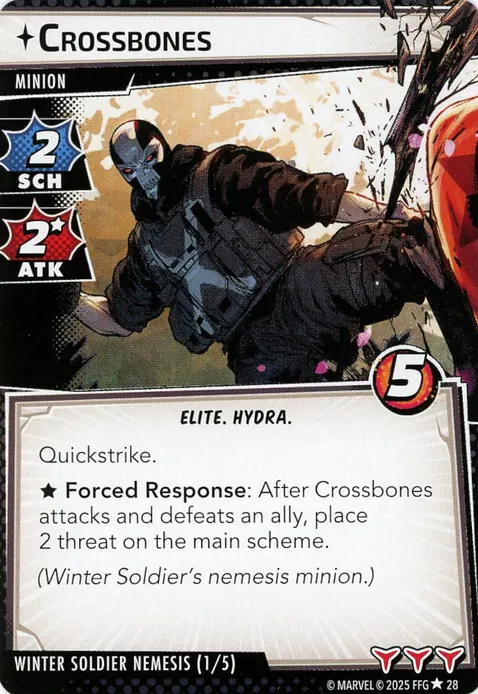 CROSSBONES
MINION
2
SCH
2★
ATK
5
ELITE. HYDRA.
Quickstrike.
★ Forced Response: After Crossbones
attacks and defeats an ally, place
2 threat on the main scheme.
(Winter Soldier's nemesis minion.)
WINTER SOLDIER NEMESIS (1/5)
© MARVEL © 2025 FFG ★ 28